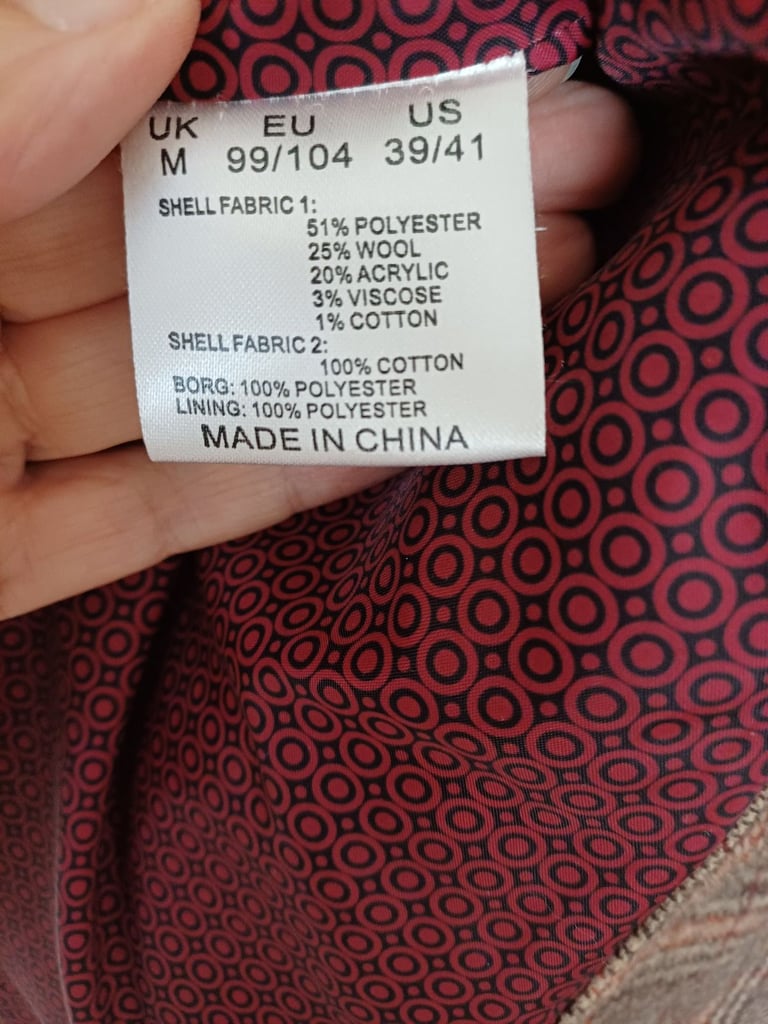 UK EU US
M 99/104 39/41
SHELL FABRIC 1:
51% POLYESTER
25% WOOL
20% ACRYLIC
3% VISCOSE
1% COTTON
SHELL FABRIC 2:
100% COTTON
BORG: 100% POLYESTER
LINING: 100% POLYESTER
MADE IN CHINA